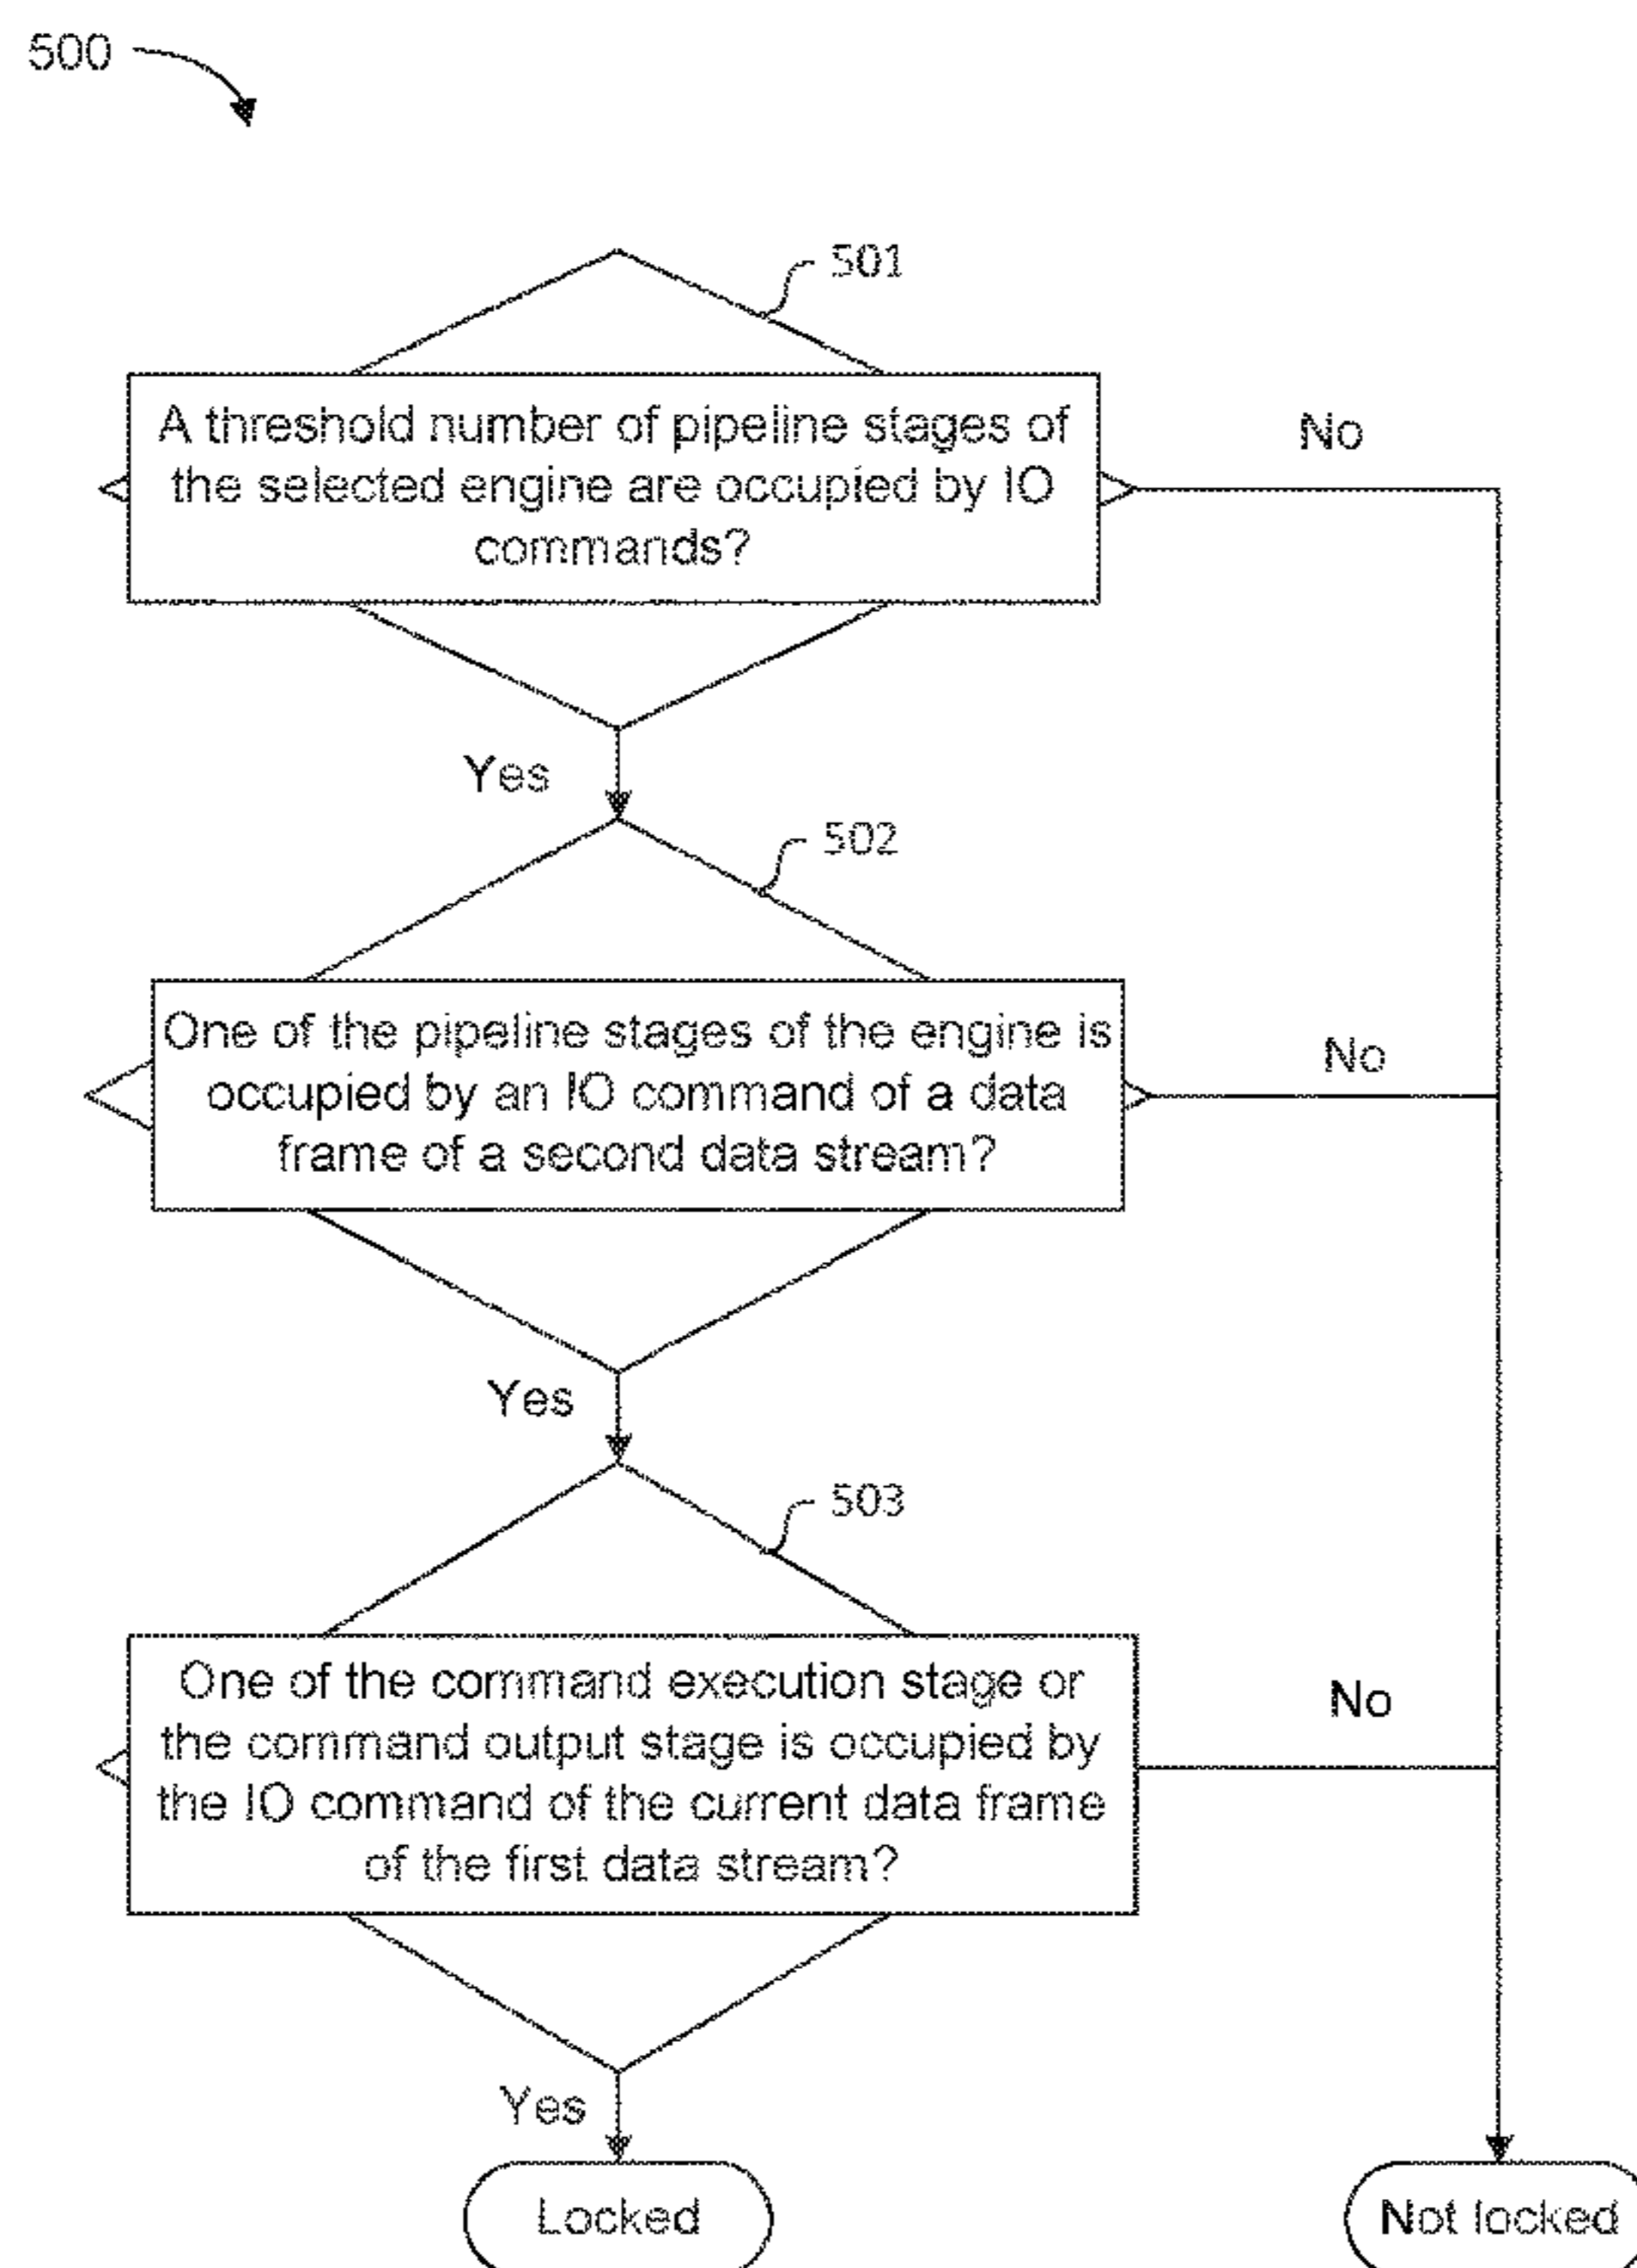 500
501
A threshold number of pipeline stages of
the selected engine are occupied by IO
commands?
No
Yes
502
One of the pipeline stages of the engine is
occupied by an IO command of a data
frame of a second data stream?
No
Yes
503
One of the command execution stage or
the command output stage is occupied by
the IO command of the current data frame
of the first data stream?
No
Yes
Locked
Not locked